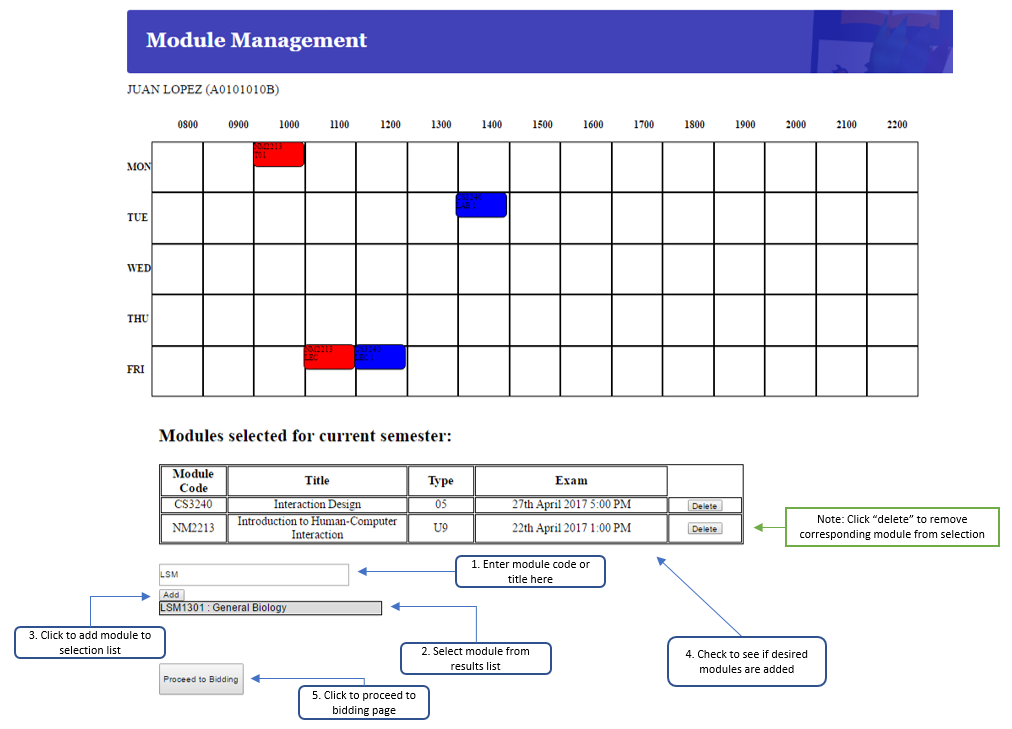 Module Management
JUAN LOPEZ (A0101010B)
0800 0900 1000 1100 1200 1300 1400 1500 1600 1700 1800 1900 2000 2100 2200
MON
NM2213
TUE
WED
THU
NM2213
LEC
FRI
Modules selected for current semester:
Module
Code
Title Type Exam
CS3240 Interaction Design 05 27th April 2017 5:00 PM Delete
Introduction to Human-Computer
NM2213 U9 22th April 2017 1:00 PM Delete
Interaction
Note: Click “delete” to remove
corresponding module from selection
1. Enter module code or
title here
LSM
Add
LSM1301 : General Biology
3. Click to add module to
selection list
2. Select module from
results list
4. Check to see if desired
modules are added
Proceed to Bidding
5. Click to proceed to
bidding page